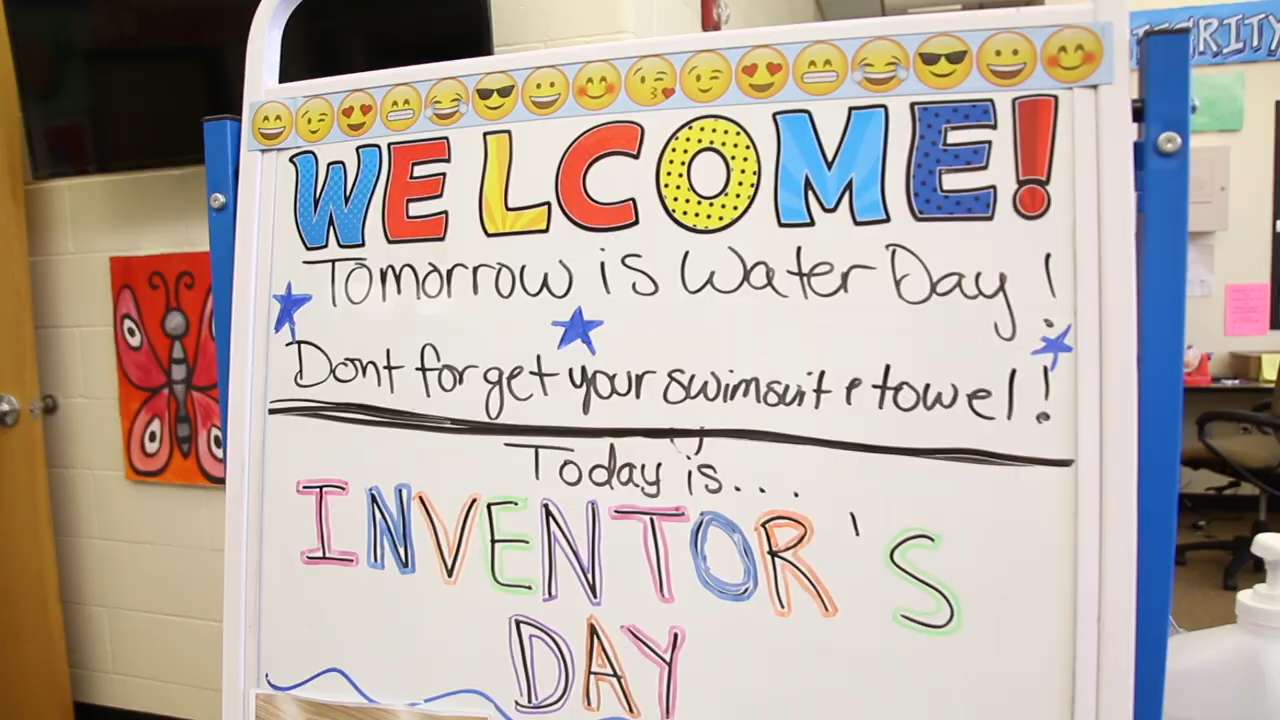 WELCOME!
Tomorrow is Water Day!
Dont forget your swimsuit & towel!
Today is...
INVENTOR'S
DAY